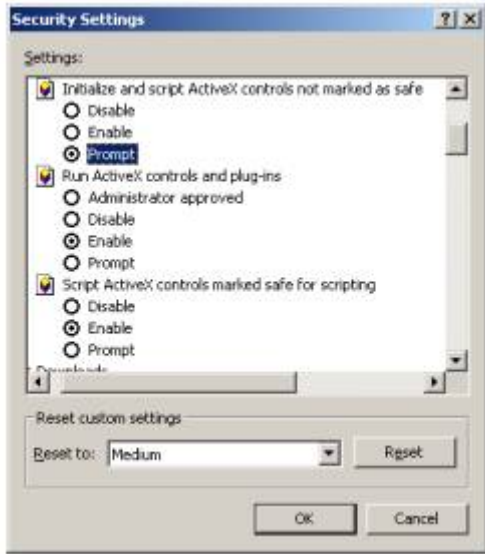 Security Settings
Settings:
Initialize and script ActiveX controls not marked as safe
Disable
Enable
Prompt
Run ActiveX controls and plug-ins
Administrator approved
Disable
Enable
Prompt
Script ActiveX controls marked safe for scripting
Disable
Enable
Prompt
Downloads
Reset custom settings
Reset to: Medium Reset
OK Cancel